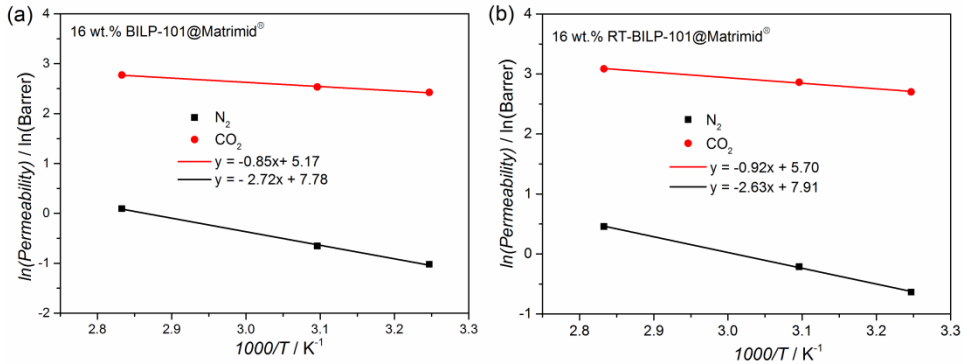 (a)
16 wt.% BILP-101@Matrimid®
ln(Permeability) / ln(Barrer)
5
4
3
2
1
0
-1
-2
N₂
CO₂
y = -0.85x+ 5.17
y = - 2.72x + 7.78
2.8 2.9 3.0 3.1 3.2 3.3
1000/T / K⁻¹
(b)
16 wt.% RT-BILP-101@Matrimid®
ln(Permeability) / ln(Barrer)
4
3
2
1
0
-1
N₂
CO₂
y = -0.92x + 5.70
y = -2.63x + 7.91
2.8 2.9 3.0 3.1 3.2 3.3
1000/T / K⁻¹